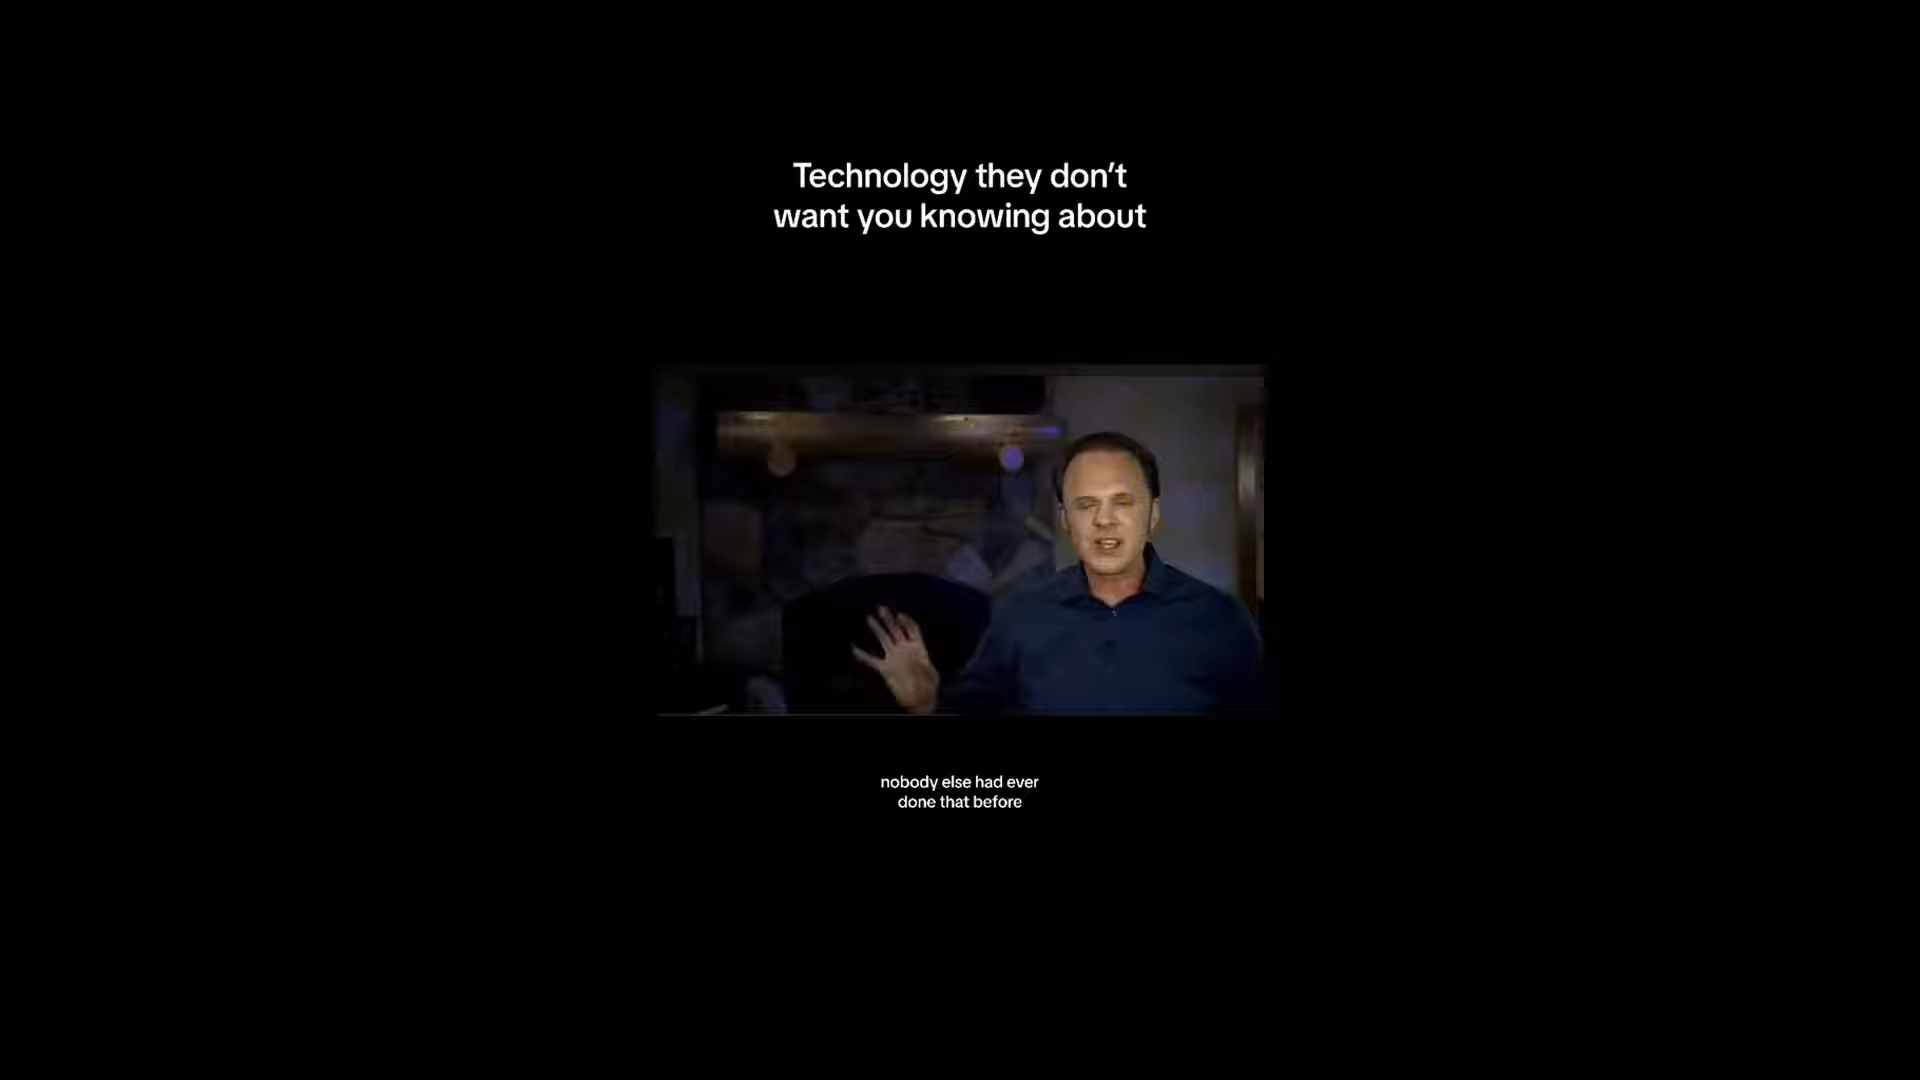 Technology they don’t
want you knowing about
nobody else had ever
done that before